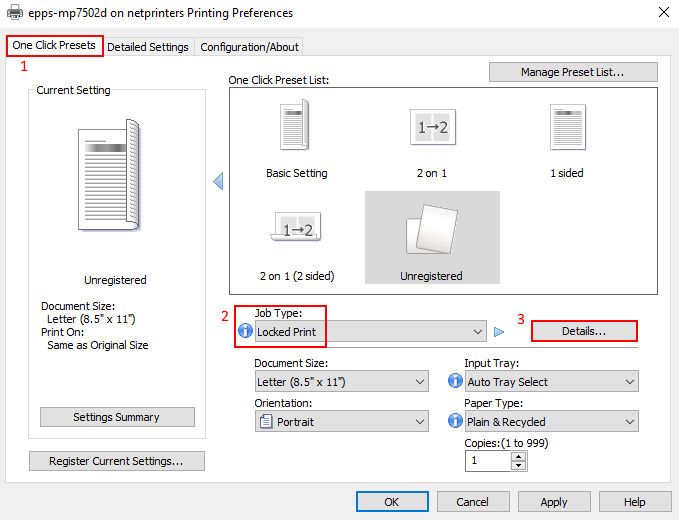 epps-mp7502d on netprinters Printing Preferences
One Click Presets
Detailed Settings
Configuration/About
1
Manage Preset List...
Current Setting
One Click Preset List:
Basic Setting
1→2
2 on 1
1 sided
1→2
2 on 1 (2 sided)
Unregistered
Unregistered
Document Size:
Letter (8.5" x 11")
Print On:
Same as Original Size
Settings Summary
Register Current Settings...
2
Job Type:
Locked Print
3
Details...
Document Size:
Letter (8.5" x 11")
Input Tray:
Auto Tray Select
Orientation:
Portrait
Paper Type:
Plain & Recycled
Copies:(1 to 999)
1
OK
Cancel
Apply
Help